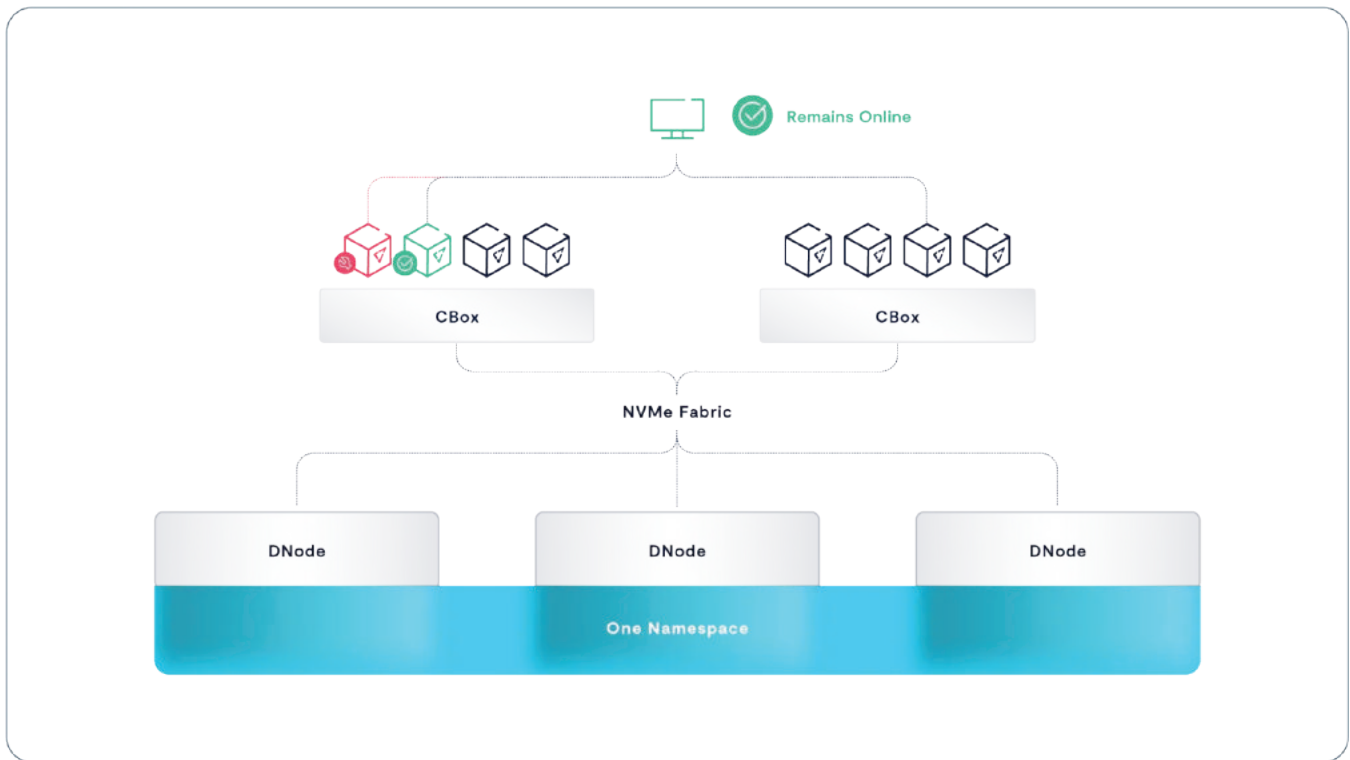 Remains Online
CBox
CBox
NVMe Fabric
DNode
DNode
DNode
One Namespace